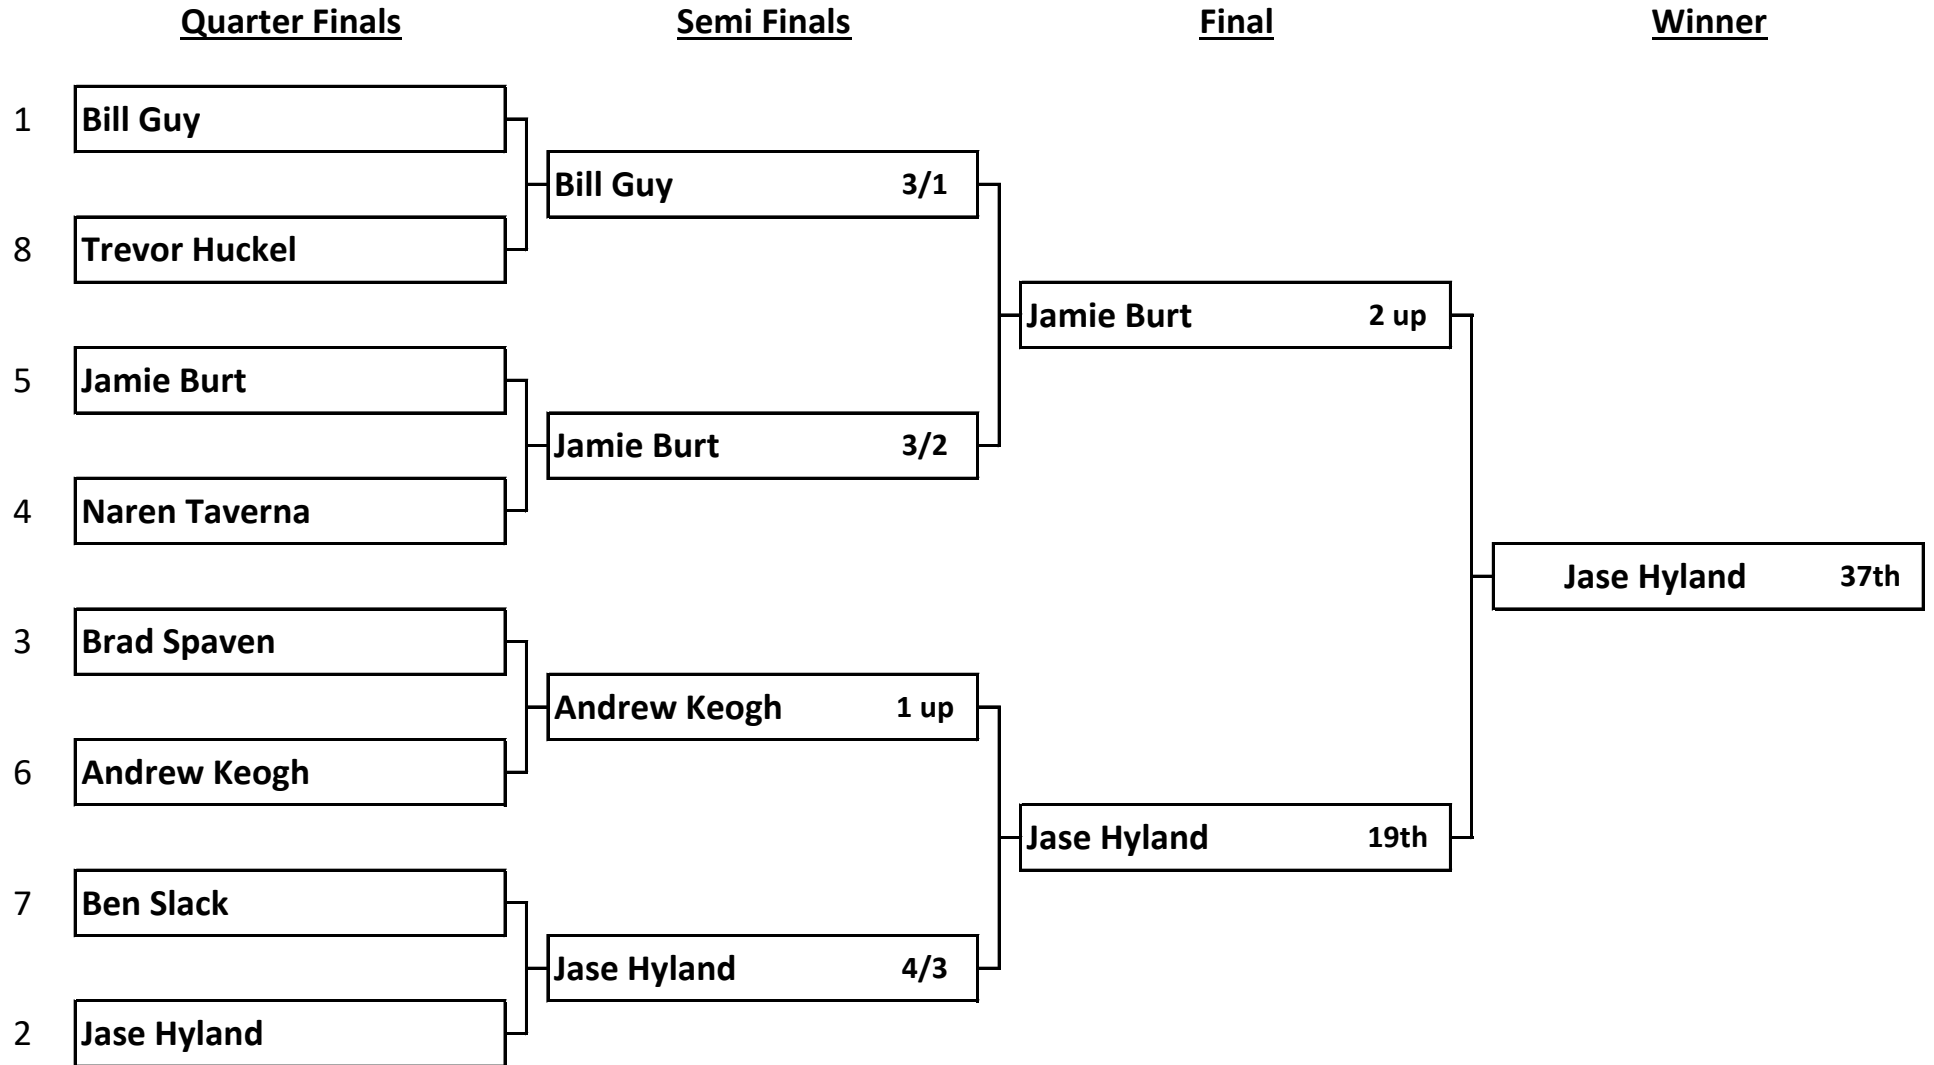 Quarter Finals Semi Finals Final Winner
1 Bill Guy
Bill Guy 3/1
8 Trevor Huckel
Jamie Burt 2 up
5 Jamie Burt
Jamie Burt 3/2
4 Naren Taverna
Jase Hyland 37th
3 Brad Spaven
Andrew Keogh 1 up
6 Andrew Keogh
Jase Hyland 19th
7 Ben Slack
Jase Hyland 4/3
2 Jase Hyland